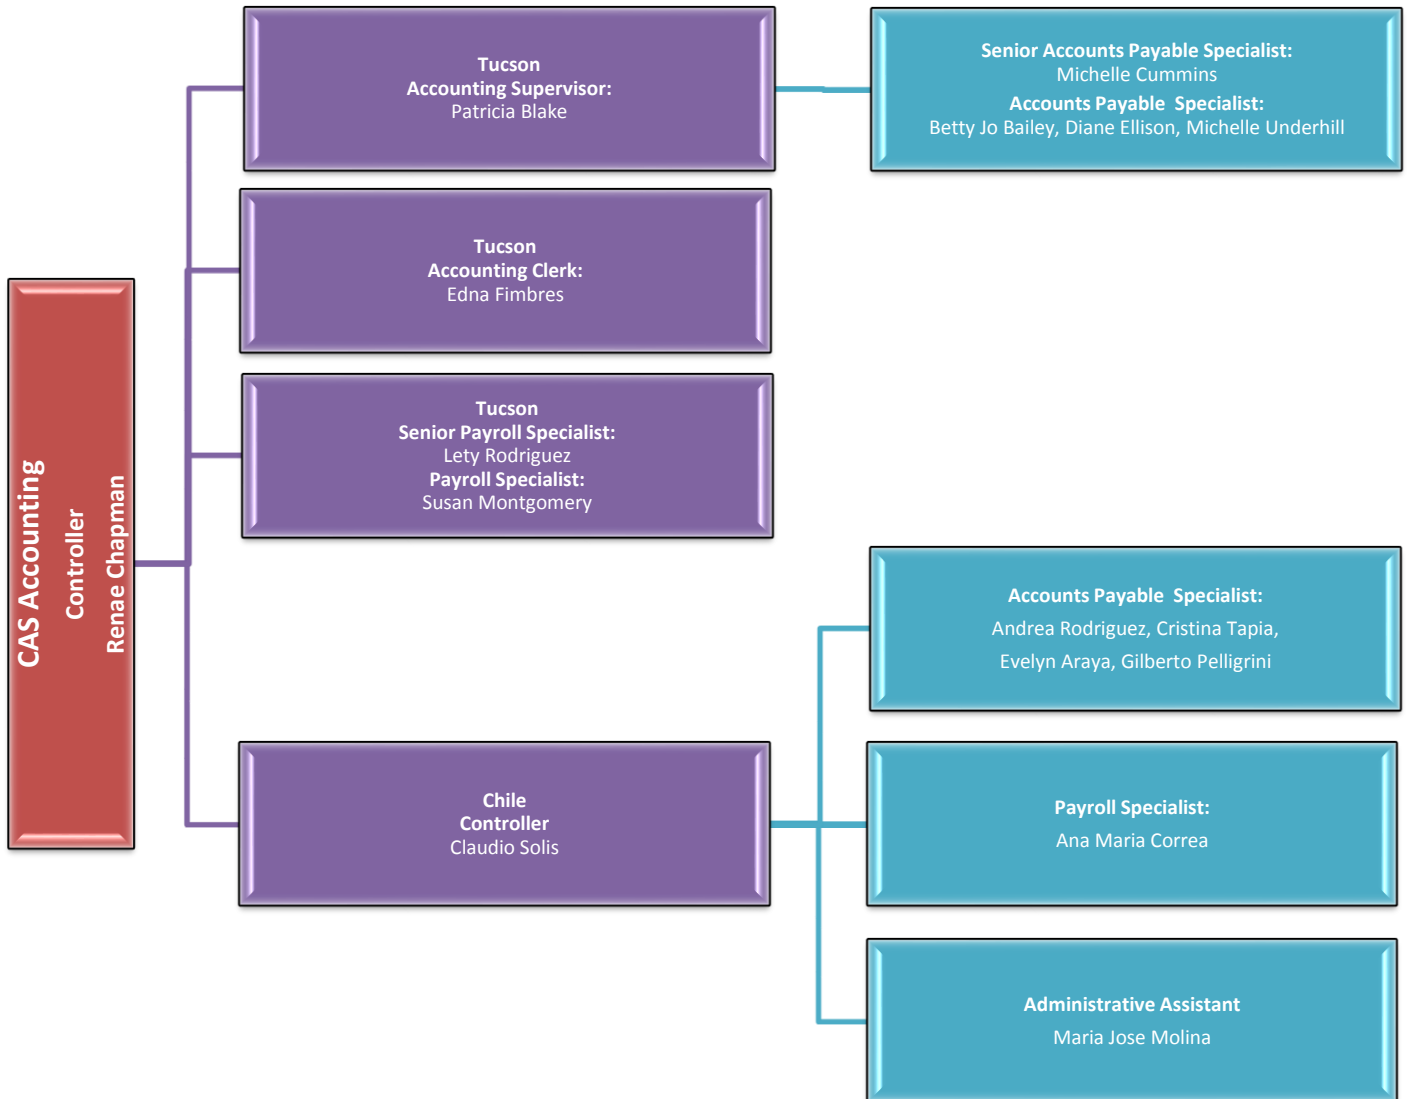 CAS Accounting
Controller
Renae Chapman
Tucson
Accounting Supervisor:
Patricia Blake
Senior Accounts Payable Specialist:
Michelle Cummins
Accounts Payable  Specialist:
Betty Jo Bailey, Diane Ellison, Michelle Underhill
Tucson
Accounting Clerk:
Edna Fimbres
Tucson
Senior Payroll Specialist:
Lety Rodriguez
Payroll Specialist:
Susan Montgomery
Chile
Controller
Claudio Solis
Accounts Payable  Specialist:
Andrea Rodriguez, Cristina Tapia,
Evelyn Araya, Gilberto Pelligrini
Payroll Specialist:
Ana Maria Correa
Administrative Assistant
Maria Jose Molina